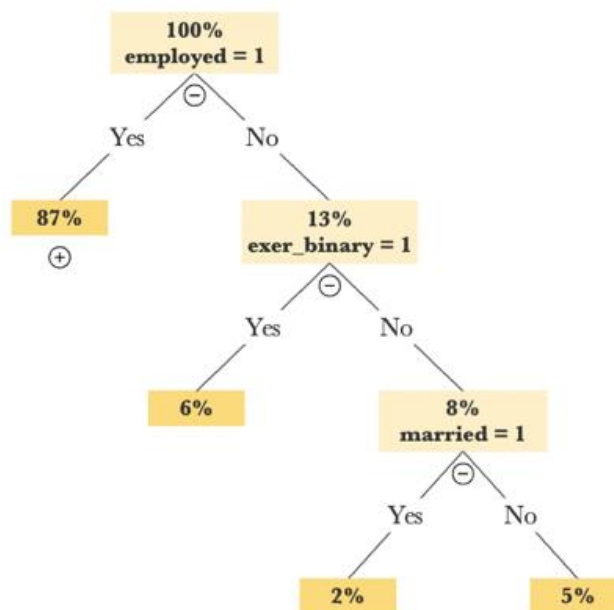 100%
employed = 1
Yes
No
87%
13%
exer_binary = 1
Yes
No
6%
8%
married = 1
Yes
No
2%
5%